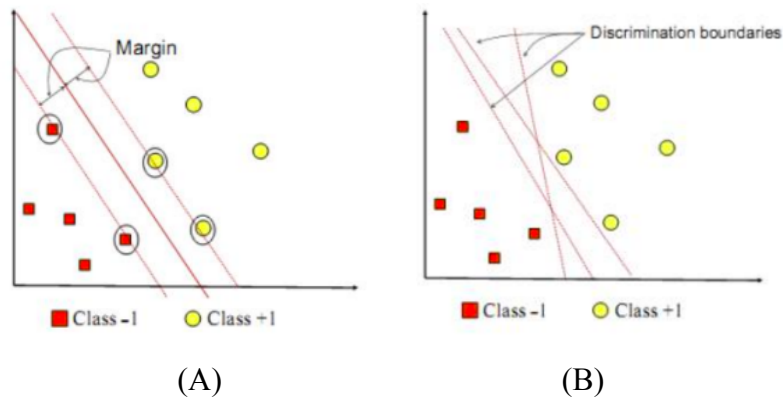 Margin
Discrimination boundaries
Class –1
Class +1
Class –1
Class +1
(A)
(B)